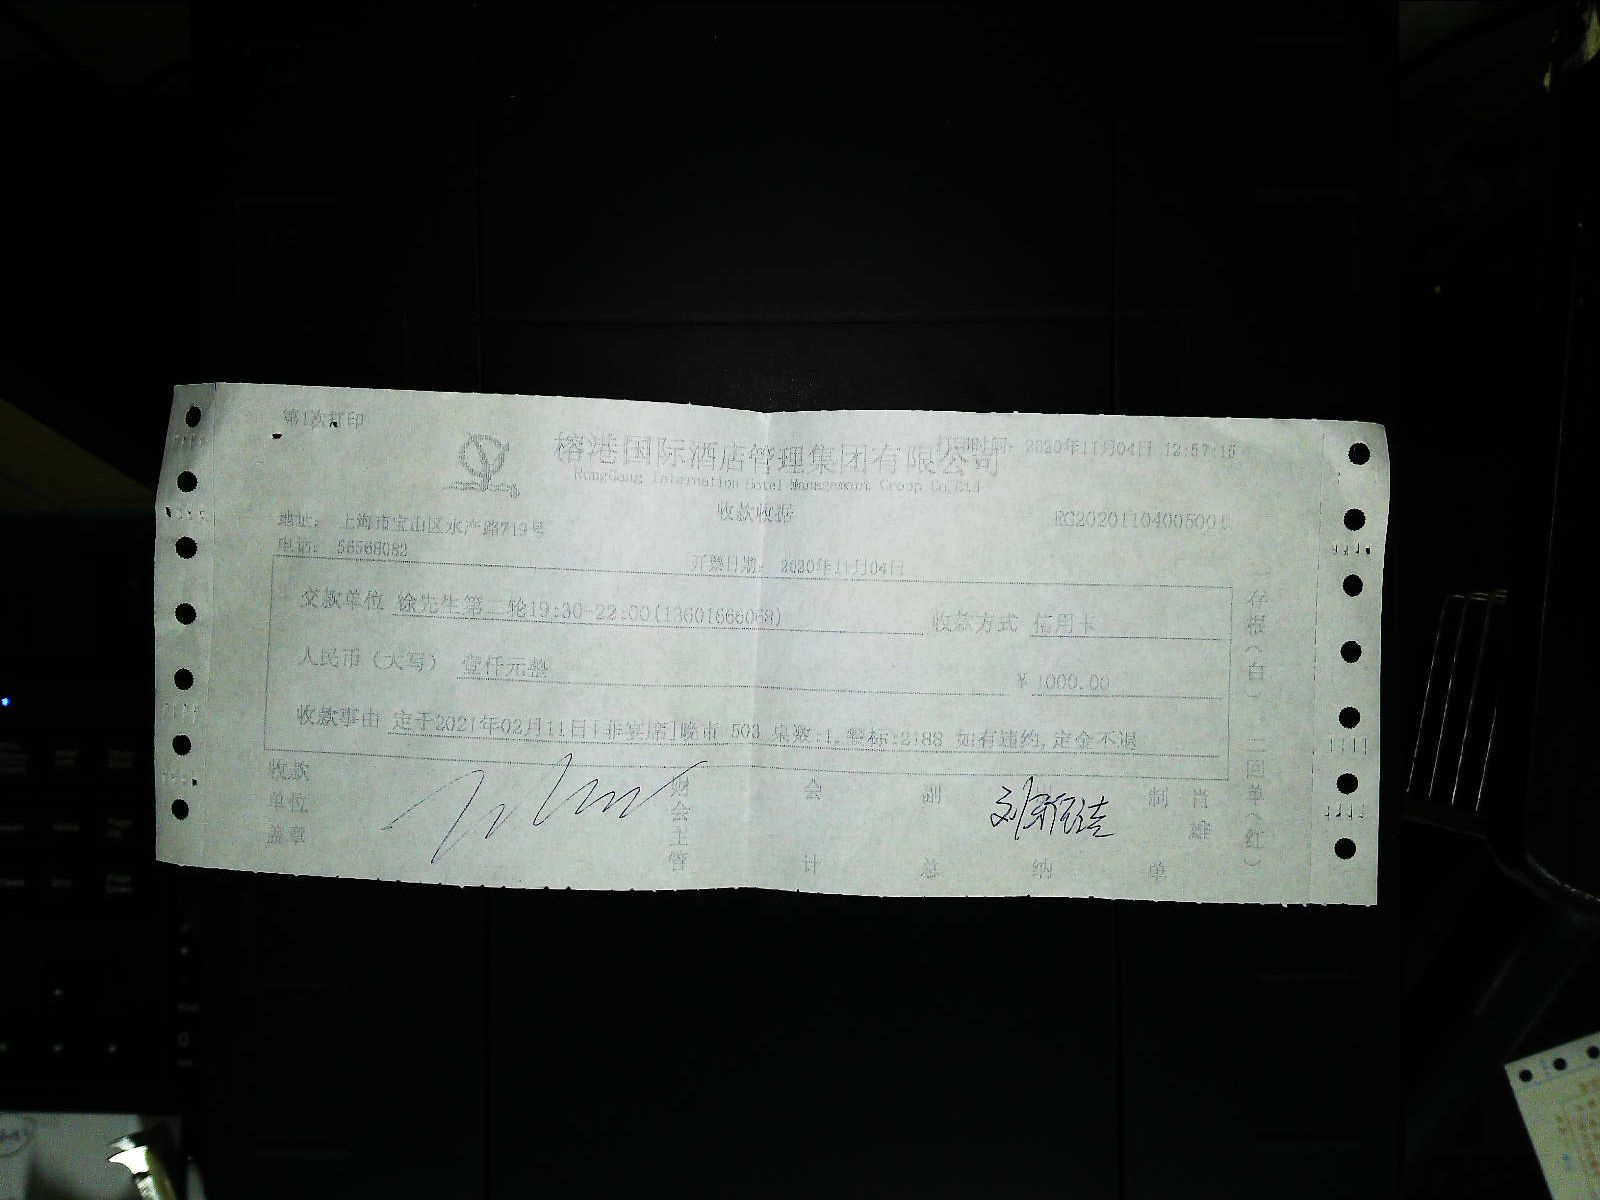 第1次打印
打印时间: 2020年11月04日 12:57:15
榕港国际酒店管理集团有限公司
RongGang Internation Hotel Management Group Co,Ltd
收款收据
地址: 上海市宝山区水产路719号
RG20201104005001
电话: 56568082
开票日期: 2020年11月04日
交款单位 徐先生第二轮19:30-22:00(13601666068) 收款方式 信用卡
人民币(大写) 壹仟元整 ￥1000.00
收款事由 定于2021年02月11日[非宴席]晚市 503 桌数:1,餐标:2188 如有违约,定金不退
一存根(白) 二回单(红)
收款单位盖章
财会主管
会计
副总
纳
制单
肖雄